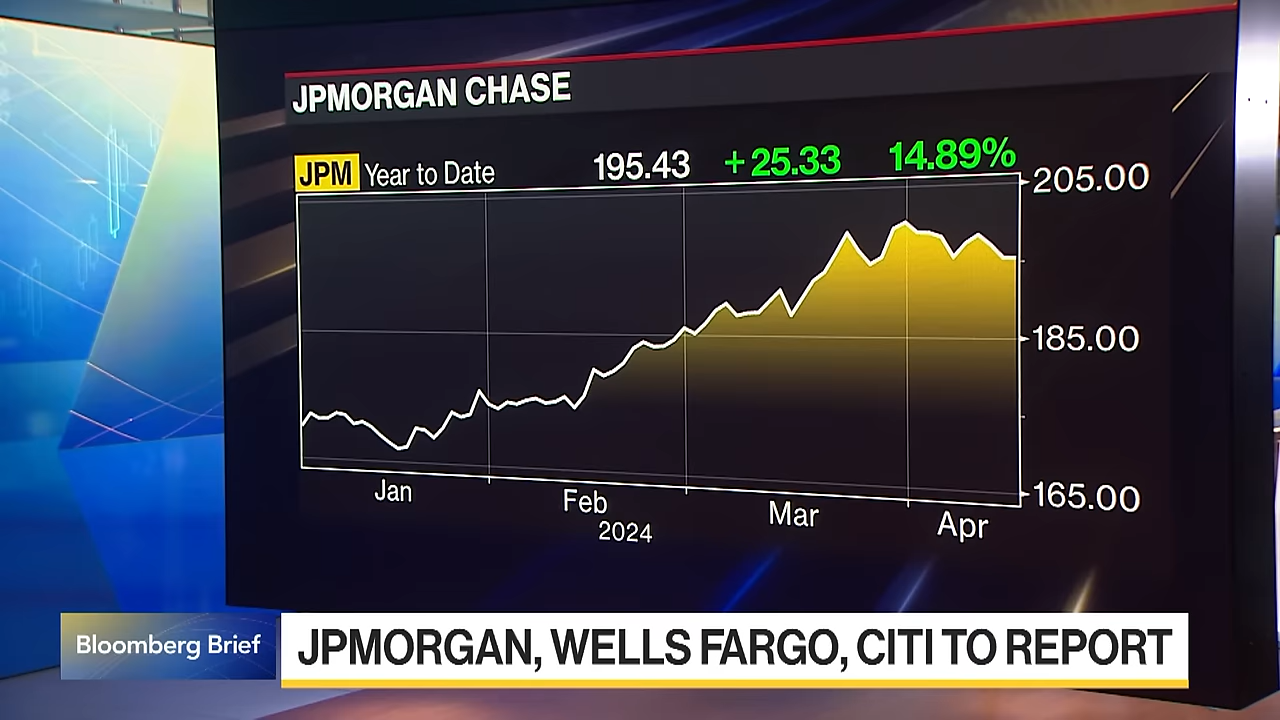 JPMORGAN CHASE
JPM Year to Date 195.43 +25.33 14.89%
205.00
185.00
165.00
Jan Feb Mar Apr
2024
Bloomberg Brief
JPMORGAN, WELLS FARGO, CITI TO REPORT